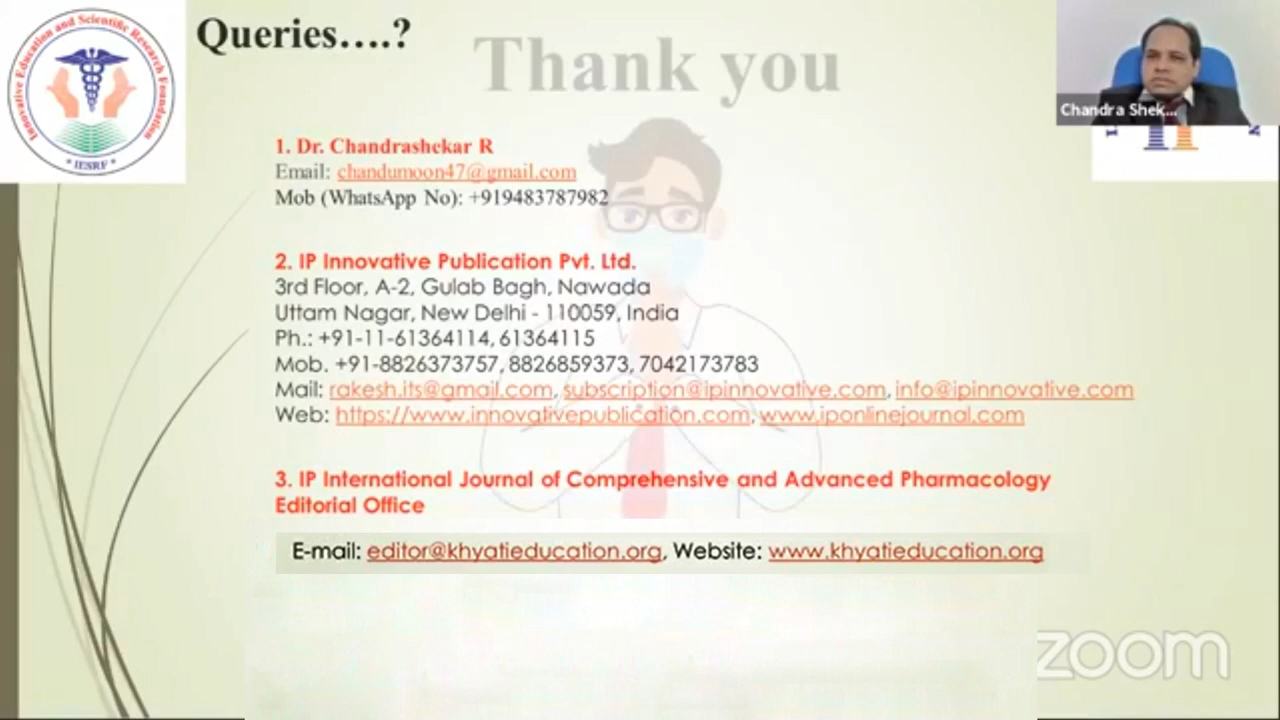 Innovative Education and Scientific Research Foundation
* IESRF *
Queries....?
Thank you
Chandra Shek...
1. Dr. Chandrashekar R
Email: chandumoon47@gmail.com
Mob (WhatsApp No): +919483787982
2. IP Innovative Publication Pvt. Ltd.
3rd Floor, A-2, Gulab Bagh, Nawada
Uttam Nagar, New Delhi - 110059, India
Ph.: +91-11-61364114, 61364115
Mob. +91-8826373757, 8826859373, 7042173783
Mail: rakesh.its@gmail.com, subscription@ipinnovative.com, info@ipinnovative.com
Web: https://www.innovativepublication.com, www.iponlinejournal.com
3. IP International Journal of Comprehensive and Advanced Pharmacology
Editorial Office
E-mail: editor@khyatieducation.org, Website: www.khyatieducation.org
zoom